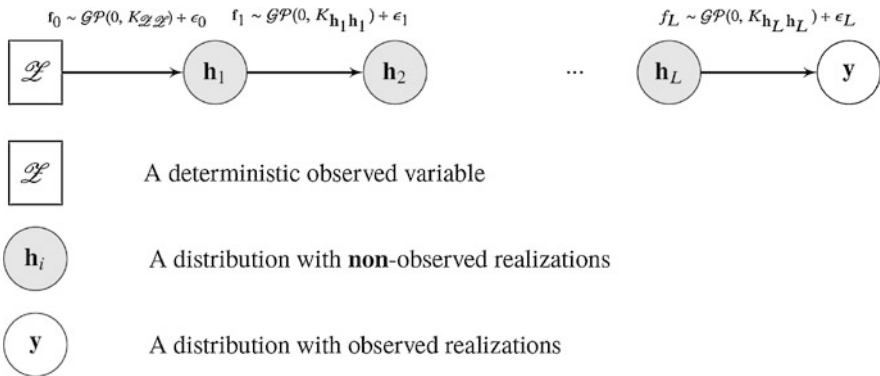 f₀ ~ 𝒢𝒫(0, K_𝒵𝒵) + ϵ₀ f₁ ~ 𝒢𝒫(0, K_h₁h₁) + ϵ₁ f_L ~ 𝒢𝒫(0, K_h_Lh_L) + ϵ_L
𝒵 h₁ h₂ ... h_L y
𝒵 A deterministic observed variable
hᵢ A distribution with non-observed realizations
y A distribution with observed realizations